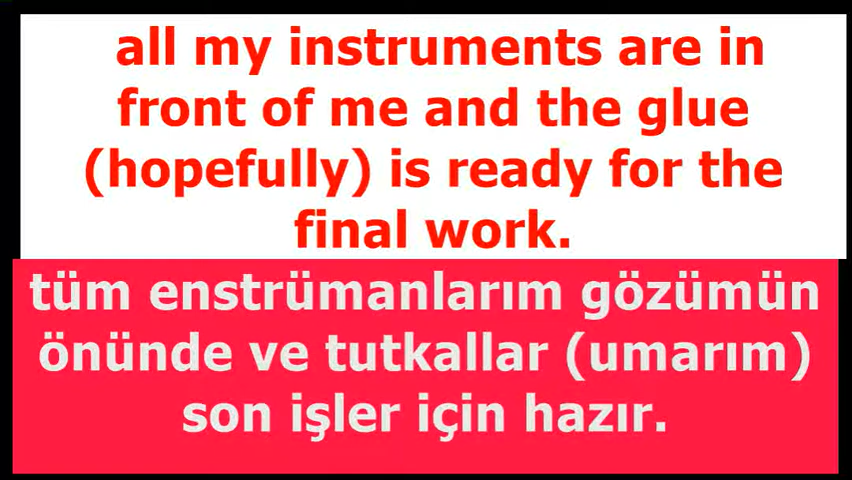 all my instruments are in
front of me and the glue
(hopefully) is ready for the
final work.
tüm enstrümanlarım gözümün
önünde ve tutkallar (umarım)
son işler için hazır.